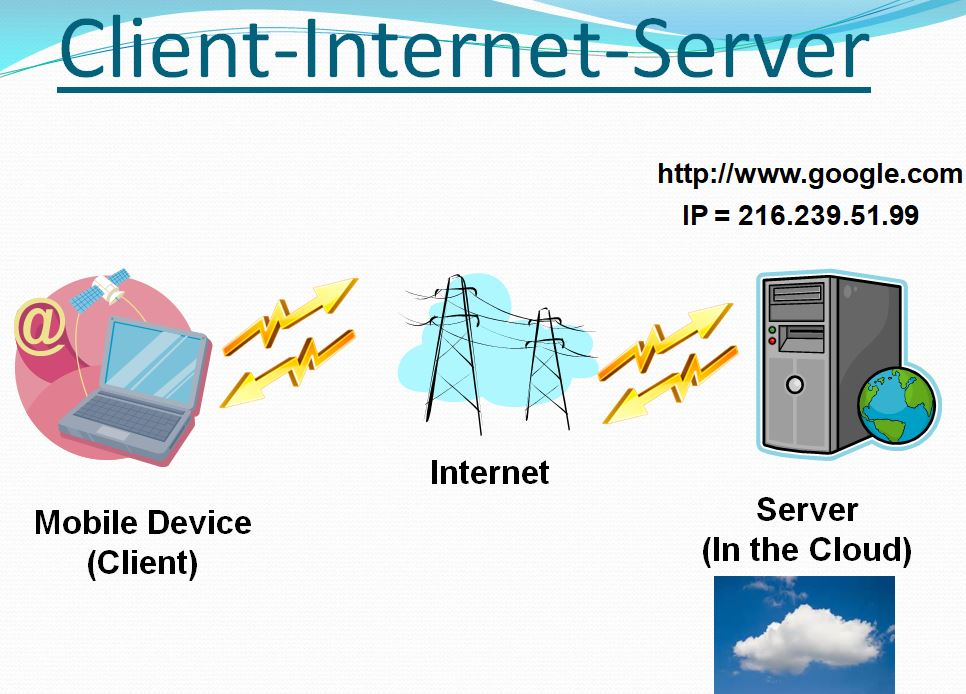 Client-Internet-Server
http://www.google.com
IP = 216.239.51.99
@
Internet
Mobile Device
(Client)
Server
(In the Cloud)